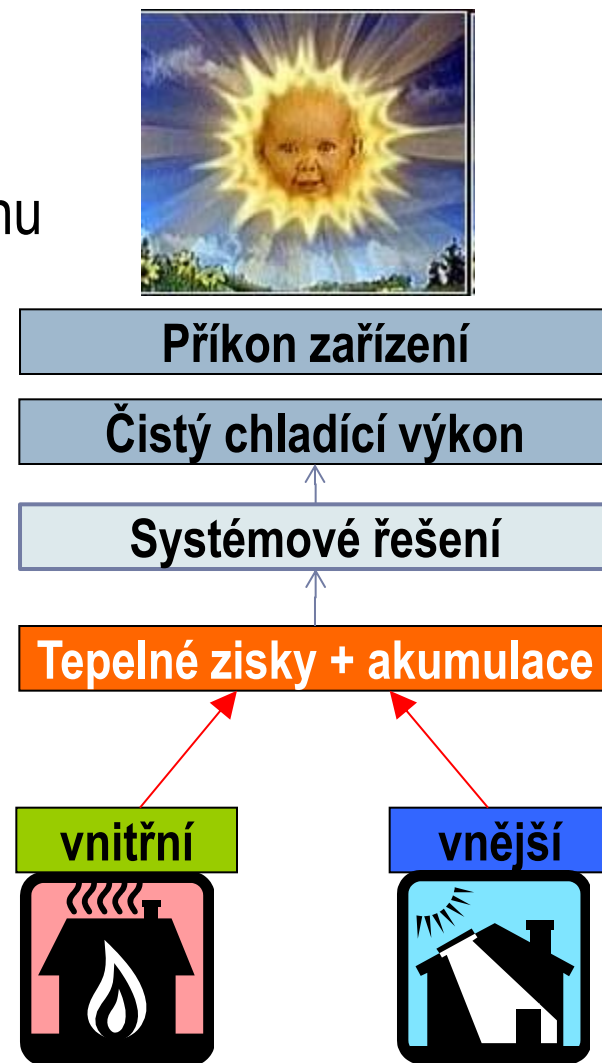 nu
Příkon zařízení
Čistý chladící výkon
Systémové řešení
Tepelné zisky + akumulace
vnitřní
vnější